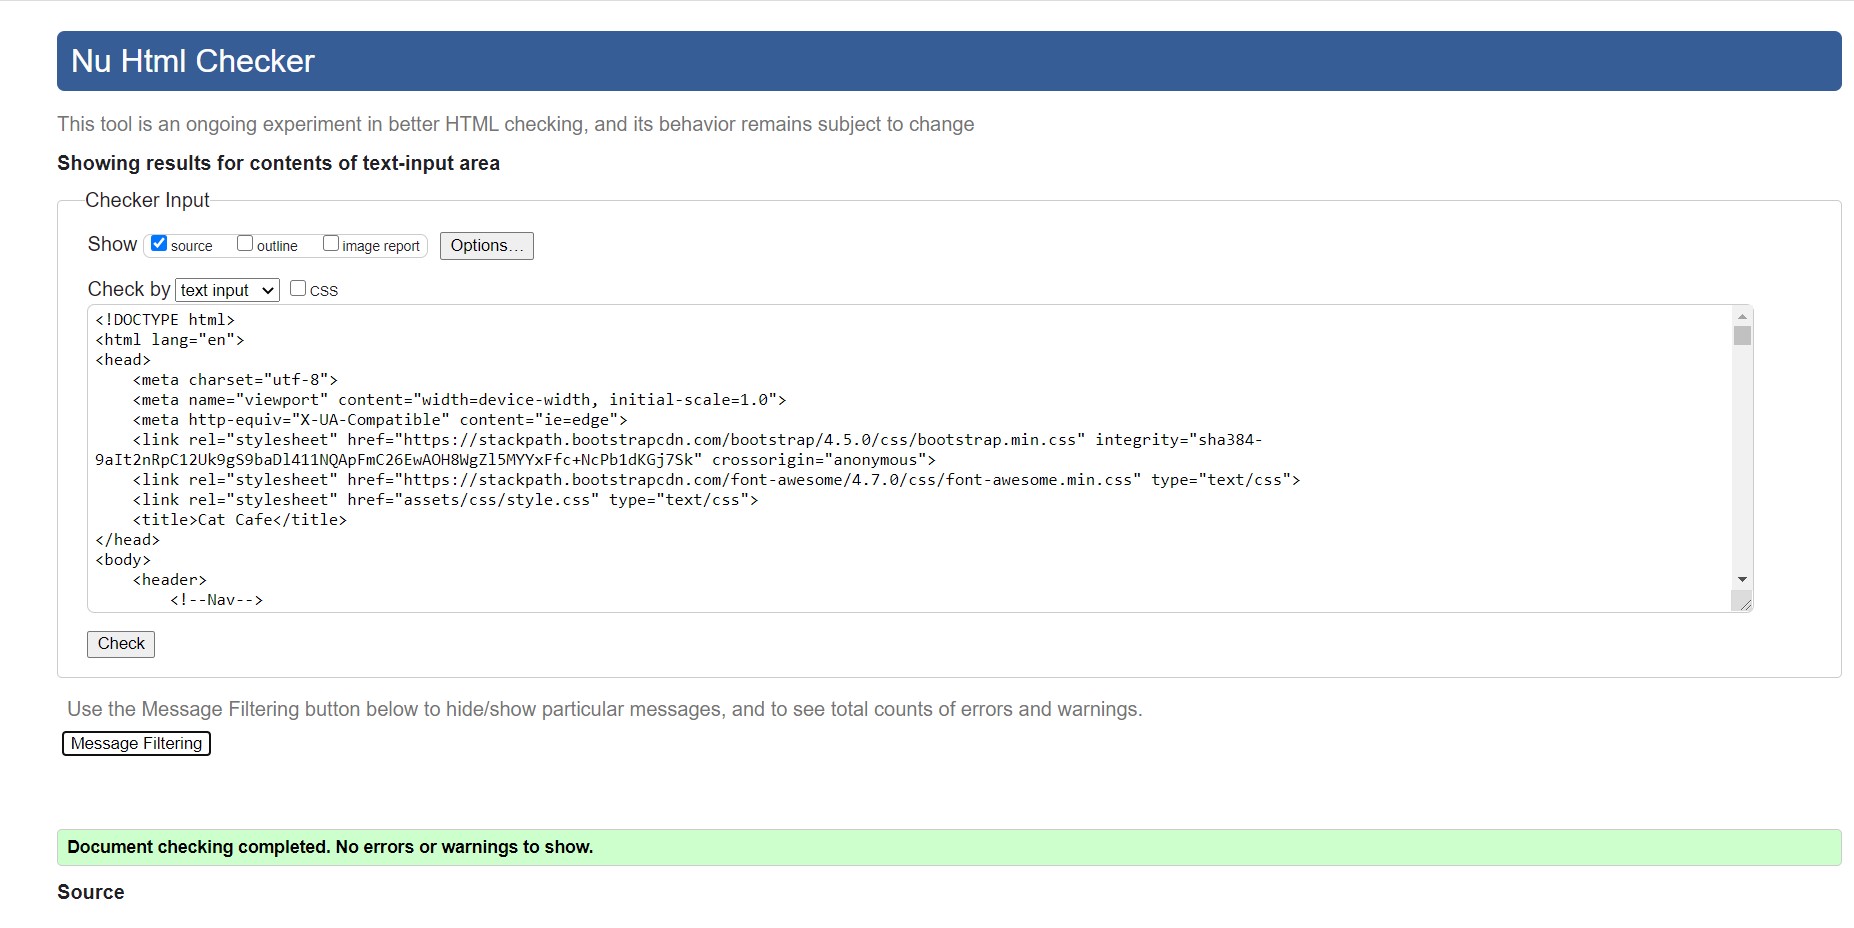 Nu Html Checker
This tool is an ongoing experiment in better HTML checking, and its behavior remains subject to change
Showing results for contents of text-input area
Checker Input
Show source outline image report Options...
Check by text input CSS
<!DOCTYPE html>
<html lang="en">
<head>
    <meta charset="utf-8">
    <meta name="viewport" content="width=device-width, initial-scale=1.0">
    <meta http-equiv="X-UA-Compatible" content="ie=edge">
    <link rel="stylesheet" href="https://stackpath.bootstrapcdn.com/bootstrap/4.5.0/css/bootstrap.min.css" integrity="sha384-
9aIt2nRpC12Uk9gS9baDl411NQApFmC26EwAOH8WgZl5MYYxFfc+NcPb1dKGj7Sk" crossorigin="anonymous">
    <link rel="stylesheet" href="https://stackpath.bootstrapcdn.com/font-awesome/4.7.0/css/font-awesome.min.css" type="text/css">
    <link rel="stylesheet" href="assets/css/style.css" type="text/css">
    <title>Cat Cafe</title>
</head>
<body>
    <header>
        <!--Nav-->
Check
Use the Message Filtering button below to hide/show particular messages, and to see total counts of errors and warnings.
Message Filtering
Document checking completed. No errors or warnings to show.
Source